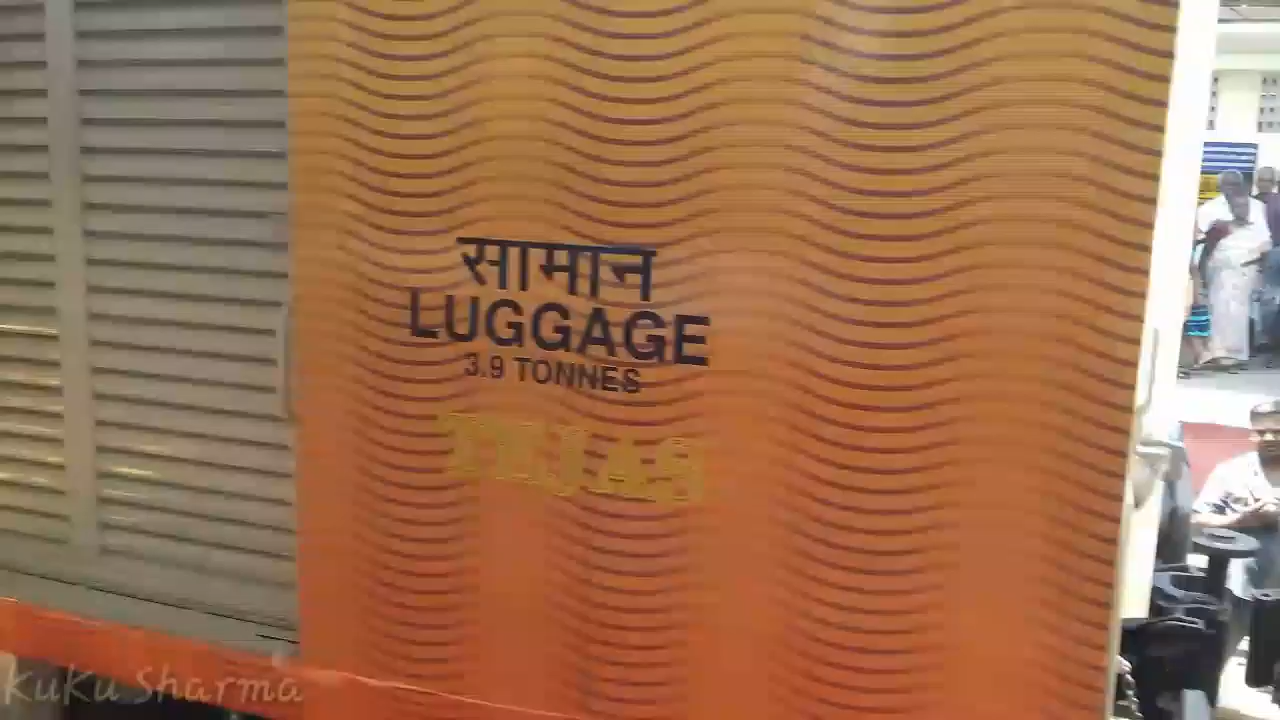 सामान
LUGGAGE
3.9 TONNES
TEJAS
KuKu Sharma